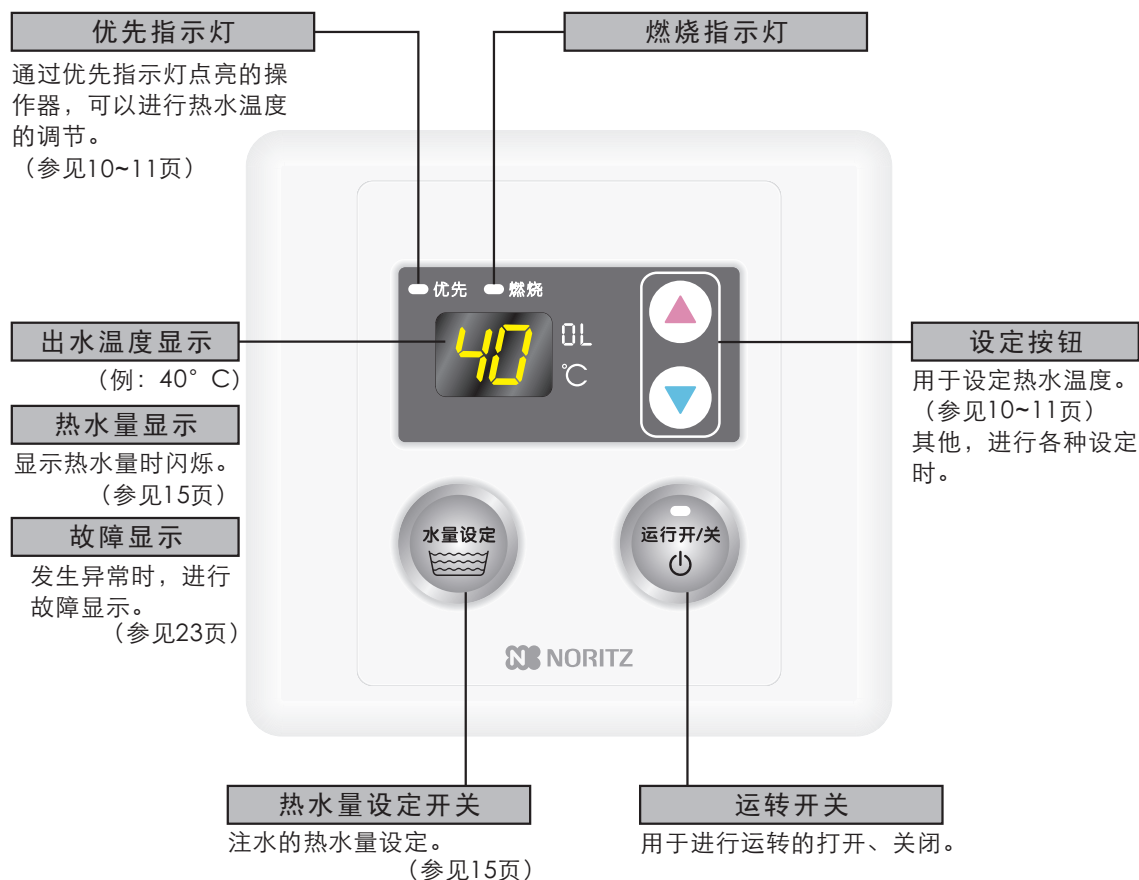 优先指示灯
通过优先指示灯点亮的操
作器，可以进行热水温度
的调节。
（参见10~11页）
燃烧指示灯
优先 燃烧
40
0L
℃
出水温度显示
（例：40°C）
热水量显示
显示热水量时闪烁。
（参见15页）
故障显示
发生异常时，进行
故障显示。
（参见23页）
设定按钮
用于设定热水温度。
（参见10~11页）
其他，进行各种设定
时。
水量设定
运行开/关
NORITZ
热水量设定开关
注水的热水量设定。
（参见15页）
运转开关
用于进行运转的打开、关闭。